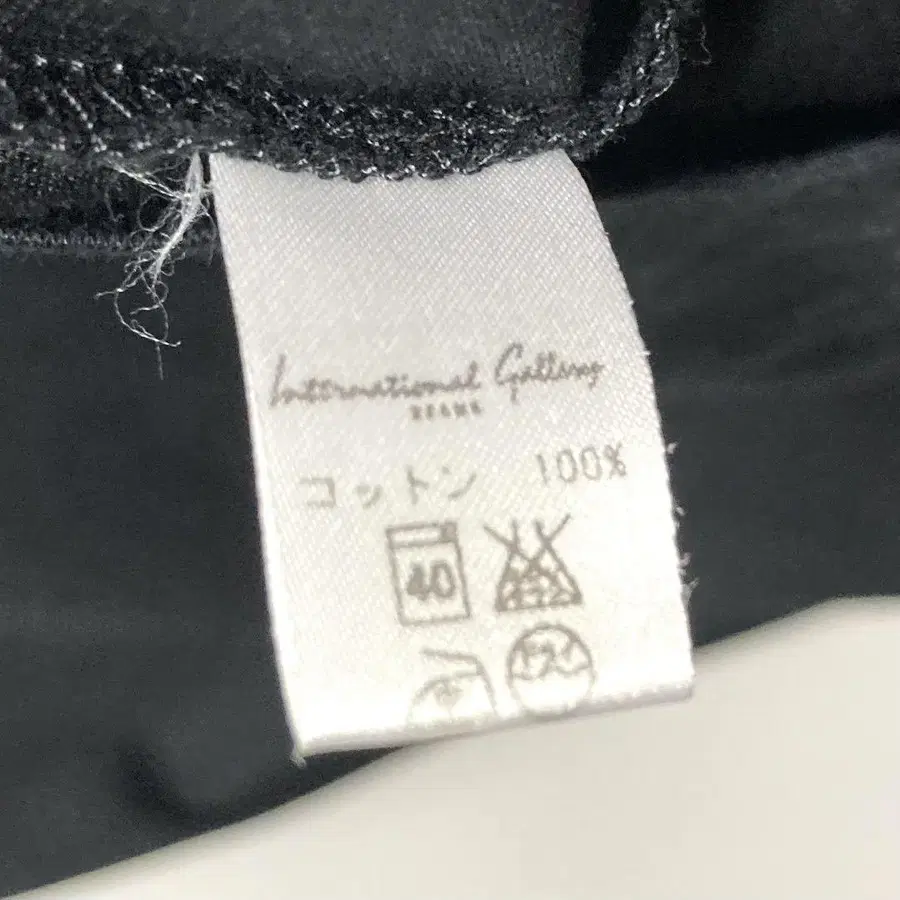 International Gallery
BEAMS
コットン 100%
40